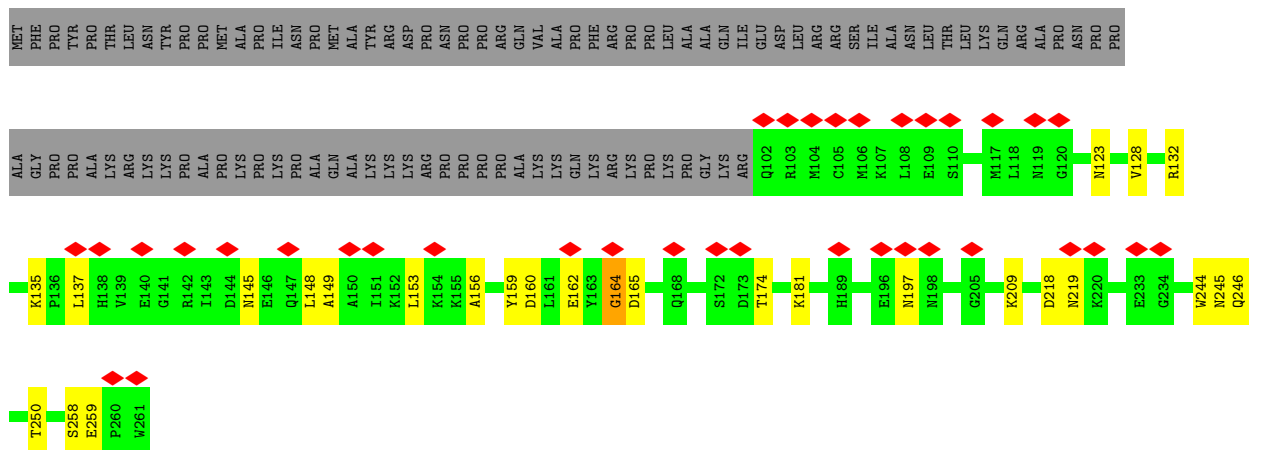 MET PHE PRO TYR PRO THR LEU ASN TYR PRO PRO MET ALA PRO ILE ASN PRO MET ALA TYR ARG ASP PRO ASN PRO PRO ARG GLN VAL ALA PRO PHE ARG PRO PRO LEU ALA ALA GLN ILE GLU ASP LEU ARG ARG SER ILE ALA ASN LEU THR LEU LYS GLN ARG ALA PRO ASN PRO PRO
ALA GLY PRO PRO ALA LYS ARG LYS LYS PRO ALA PRO LYS PRO LYS PRO ALA GLN ALA LYS LYS LYS ARG PRO PRO PRO PRO ALA LYS LYS GLN LYS ARG LYS PRO LYS PRO GLY LYS ARG Q102 R103 M104 C105 M106 K107 L108 E109 S110 M117 L118 N119 G120 N123 V128 R132
K135 P136 L137 H138 V139 E140 G141 R142 I143 D144 N145 E146 Q147 L148 A149 A150 I151 K152 L153 K154 K155 A156 Y159 D160 L161 E162 Y163 G164 D165 Q168 S172 D173 T174 K181 H189 E196 N197 N198 G205 K209 D218 N219 K220 E233 G234 W244 N245 Q246
T250 S258 E259 P260 W261